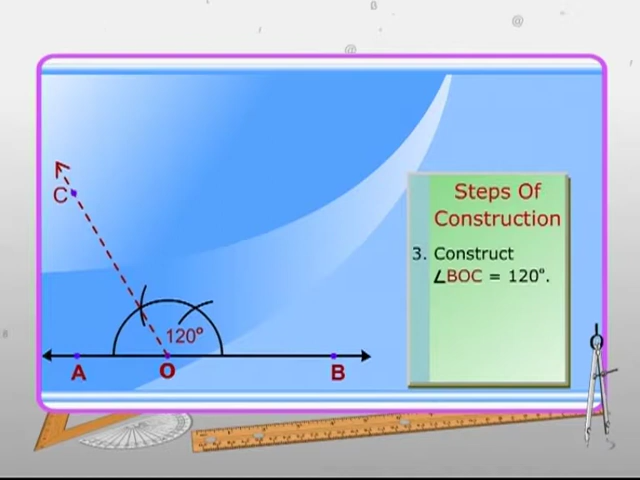 Steps Of
Construction
3. Construct
∠BOC = 120°.
C
120°
A
O
B